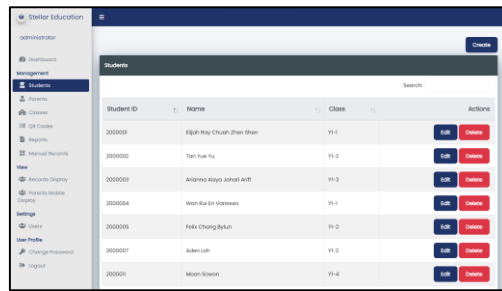 Stellar Education
administrator
Create
Dashboard
Management
Students
Parents
Classes
QR Codes
Reports
Manual Records
View
Records Display
Parents Mobile
Display
Settings
Users
User Profile
Change Password
Logout
Students
Search:
Student ID Name Class Actions
2000001 Elijah Ray Chuah Zhen Shen Y1-1 Edit Delete
2000002 Tan Yue Yu Y1-2 Edit Delete
2000003 Arianna Alaya Johari Ariff Y1-3 Edit Delete
2000004 Wan Rui En Vanessa Y1-1 Edit Delete
2000005 Felix Chang Bylun Y1-2 Edit Delete
2000007 Aden Loh Y1-2 Edit Delete
2000011 Moon Sowon Y1-4 Edit Delete